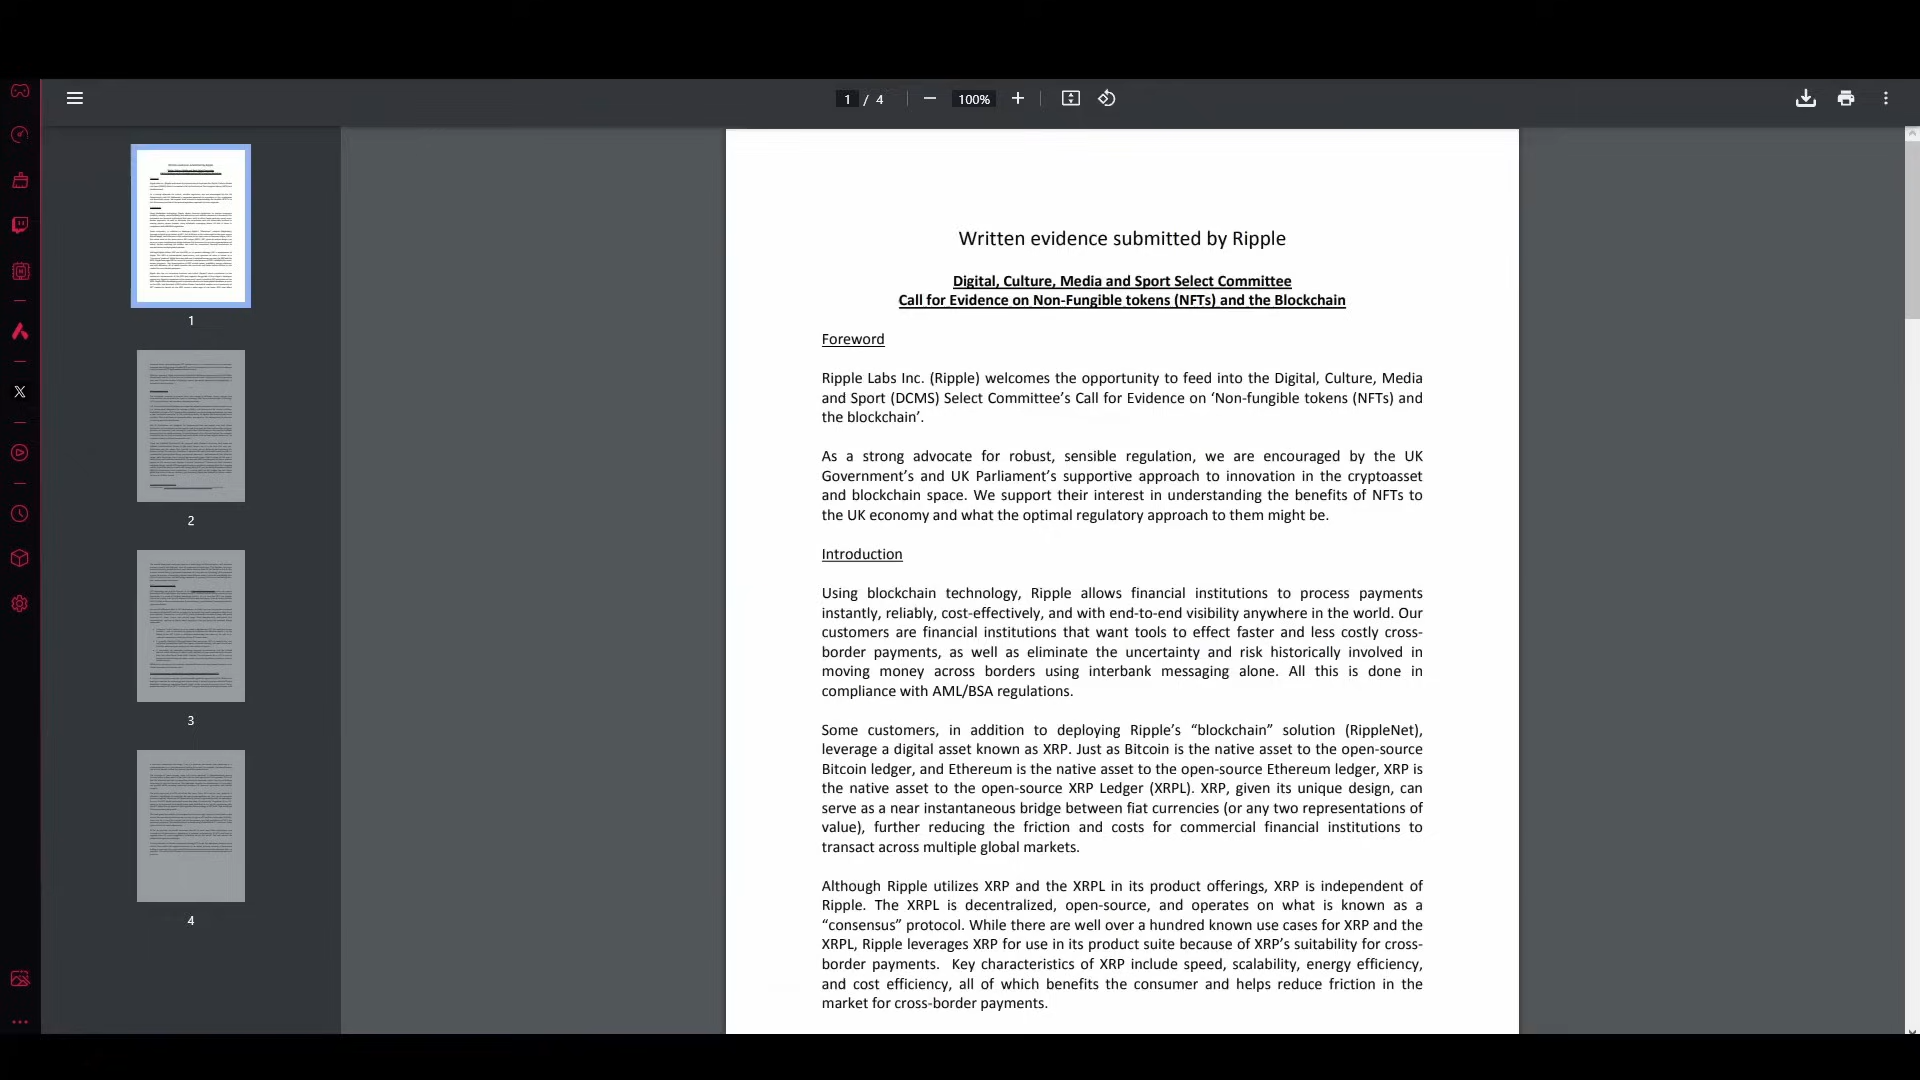 1 / 4
100%
1
2
3
4
Written evidence submitted by Ripple
Digital, Culture, Media and Sport Select Committee
Call for Evidence on Non-Fungible tokens (NFTs) and the Blockchain
Foreword
Ripple Labs Inc. (Ripple) welcomes the opportunity to feed into the Digital, Culture, Media
and Sport (DCMS) Select Committee’s Call for Evidence on ‘Non-fungible tokens (NFTs) and
the blockchain’.
As a strong advocate for robust, sensible regulation, we are encouraged by the UK
Government’s and UK Parliament’s supportive approach to innovation in the cryptoasset
and blockchain space. We support their interest in understanding the benefits of NFTs to
the UK economy and what the optimal regulatory approach to them might be.
Introduction
Using blockchain technology, Ripple allows financial institutions to process payments
instantly, reliably, cost-effectively, and with end-to-end visibility anywhere in the world. Our
customers are financial institutions that want tools to effect faster and less costly cross-
border payments, as well as eliminate the uncertainty and risk historically involved in
moving money across borders using interbank messaging alone. All this is done in
compliance with AML/BSA regulations.
Some customers, in addition to deploying Ripple’s “blockchain” solution (RippleNet),
leverage a digital asset known as XRP. Just as Bitcoin is the native asset to the open-source
Bitcoin ledger, and Ethereum is the native asset to the open-source Ethereum ledger, XRP is
the native asset to the open-source XRP Ledger (XRPL). XRP, given its unique design, can
serve as a near instantaneous bridge between fiat currencies (or any two representations of
value), further reducing the friction and costs for commercial financial institutions to
transact across multiple global markets.
Although Ripple utilizes XRP and the XRPL in its product offerings, XRP is independent of
Ripple. The XRPL is decentralized, open-source, and operates on what is known as a
“consensus” protocol. While there are well over a hundred known use cases for XRP and the
XRPL, Ripple leverages XRP for use in its product suite because of XRP’s suitability for cross-
border payments. Key characteristics of XRP include speed, scalability, energy efficiency,
and cost efficiency, all of which benefits the consumer and helps reduce friction in the
market for cross-border payments.